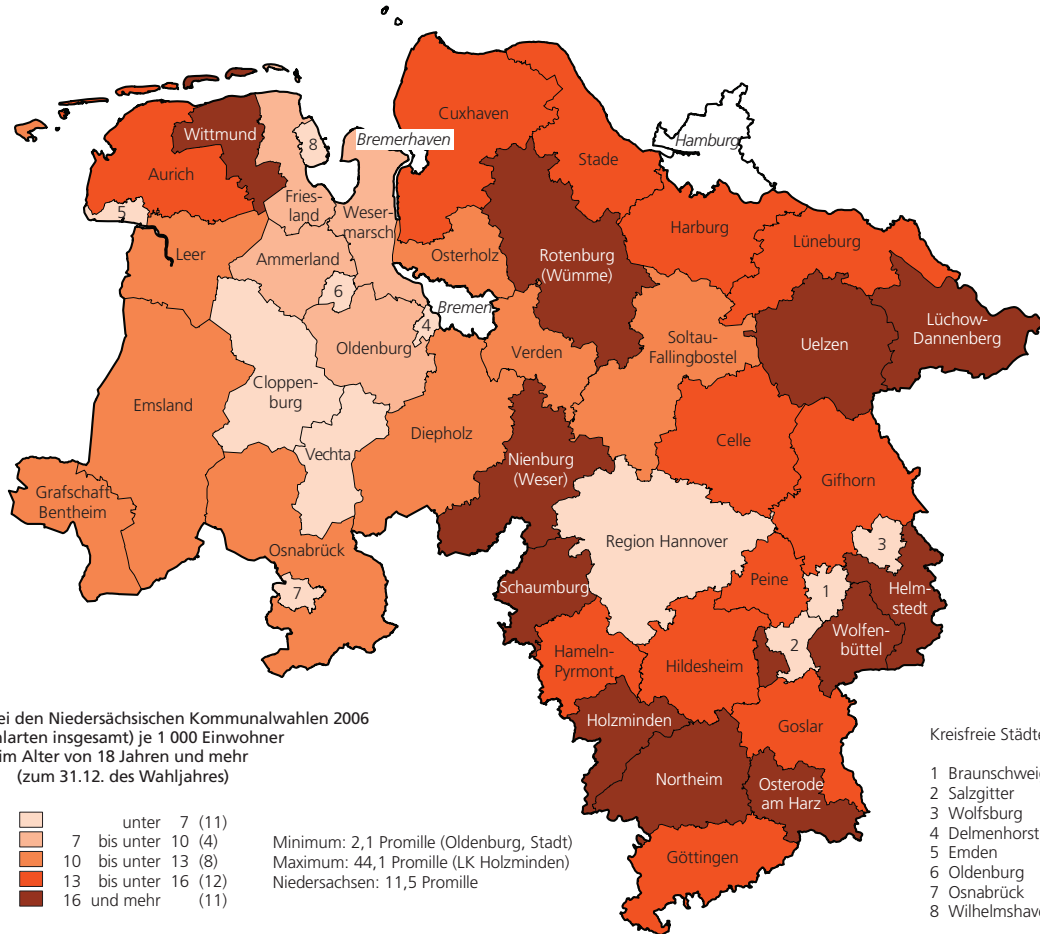 Cuxhaven
Wittmund
8
Bremerhaven
Hamburg
Stade
Aurich
5
Fries-
land
Weser-
marsch
Harburg
Lüneburg
Leer
Ammerland
Osterholz
Rotenburg
(Wümme)
6
Bremen
4
Lüchow-
Dannenberg
Soltau-
Fallingbostel
Uelzen
Oldenburg
Verden
Cloppen-
burg
Emsland
Diepholz
Celle
Vechta
Nienburg
(Weser)
Gifhorn
Grafschaft
Bentheim
Osnabrück
Region Hannover
3
7
Schaumburg
Peine
1
Helm-
stedt
Wolfen-
büttel
2
Hameln-
Pyrmont
Hildesheim
Holzminden
Goslar
Northeim
Osterode
am Harz
Göttingen
ei den Niedersächsischen Kommunalwahlen 2006
larten insgesamt) je 1 000 Einwohner
im Alter von 18 Jahren und mehr
(zum 31.12. des Wahljahres)
unter 7 (11)
7 bis unter 10 (4)
10 bis unter 13 (8)
13 bis unter 16 (12)
16 und mehr (11)
Minimum: 2,1 Promille (Oldenburg, Stadt)
Maximum: 44,1 Promille (LK Holzminden)
Niedersachsen: 11,5 Promille
Kreisfreie Städte
1 Braunschweig
2 Salzgitter
3 Wolfsburg
4 Delmenhorst
5 Emden
6 Oldenburg
7 Osnabrück
8 Wilhelmshave